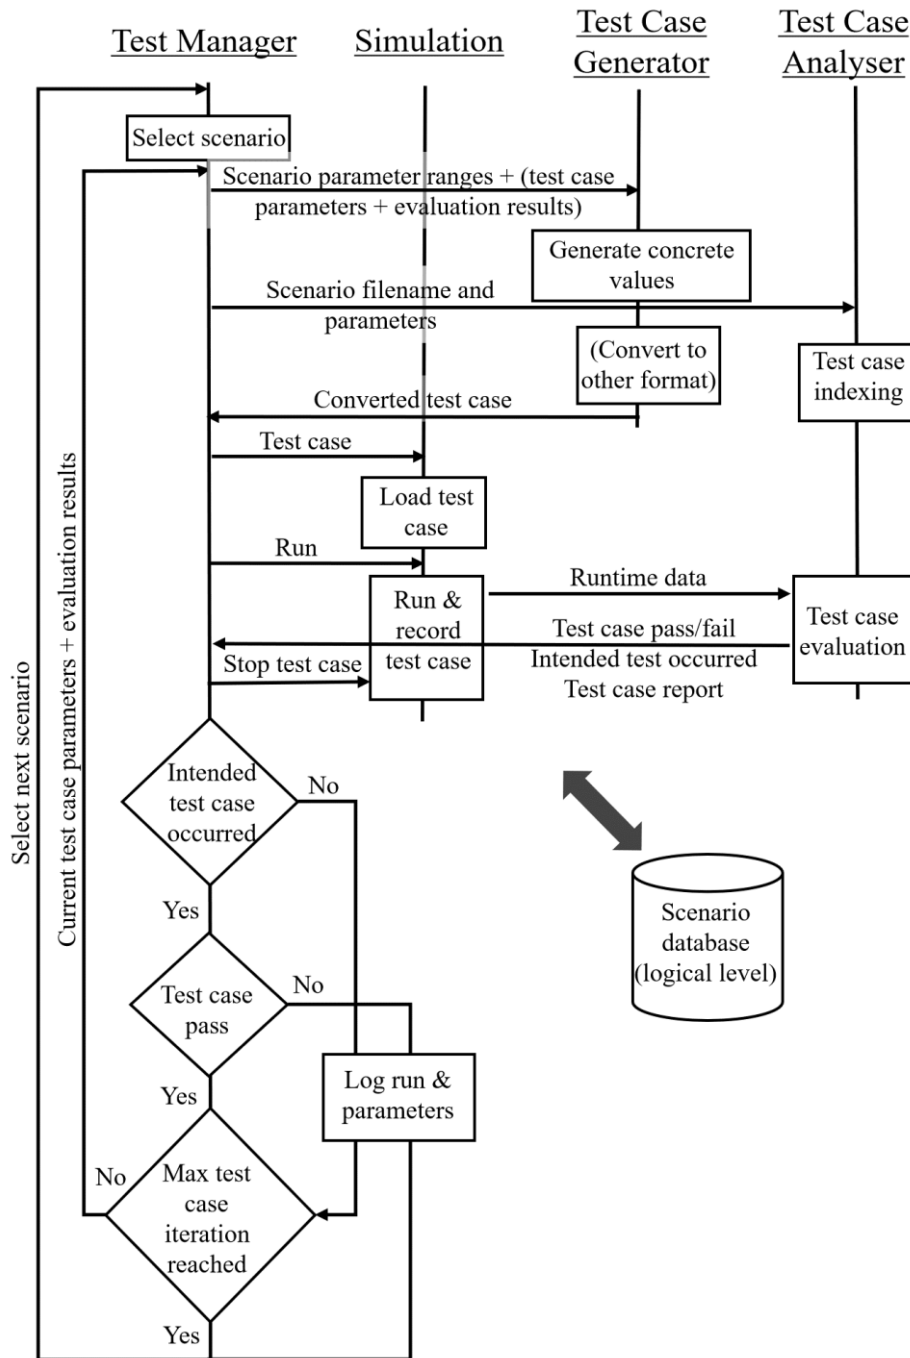 Test Manager
Simulation
Test Case
Generator
Test Case
Analyser
Select scenario
Scenario parameter ranges + (test case
parameters + evaluation results)
Generate concrete
values
Scenario filename and
parameters
(Convert to
other format)
Test case
indexing
Converted test case
Test case
Load test
case
Run
Run &
record
test case
Runtime data
Test case
evaluation
Test case pass/fail
Intended test occurred
Test case report
Stop test case
Select next scenario
Current test case parameters + evaluation results
Intended
test case
occurred
No
Yes
Scenario
database
(logical level)
Test case
pass
No
Yes
Log run &
parameters
No
Max test
case
iteration
reached
Yes